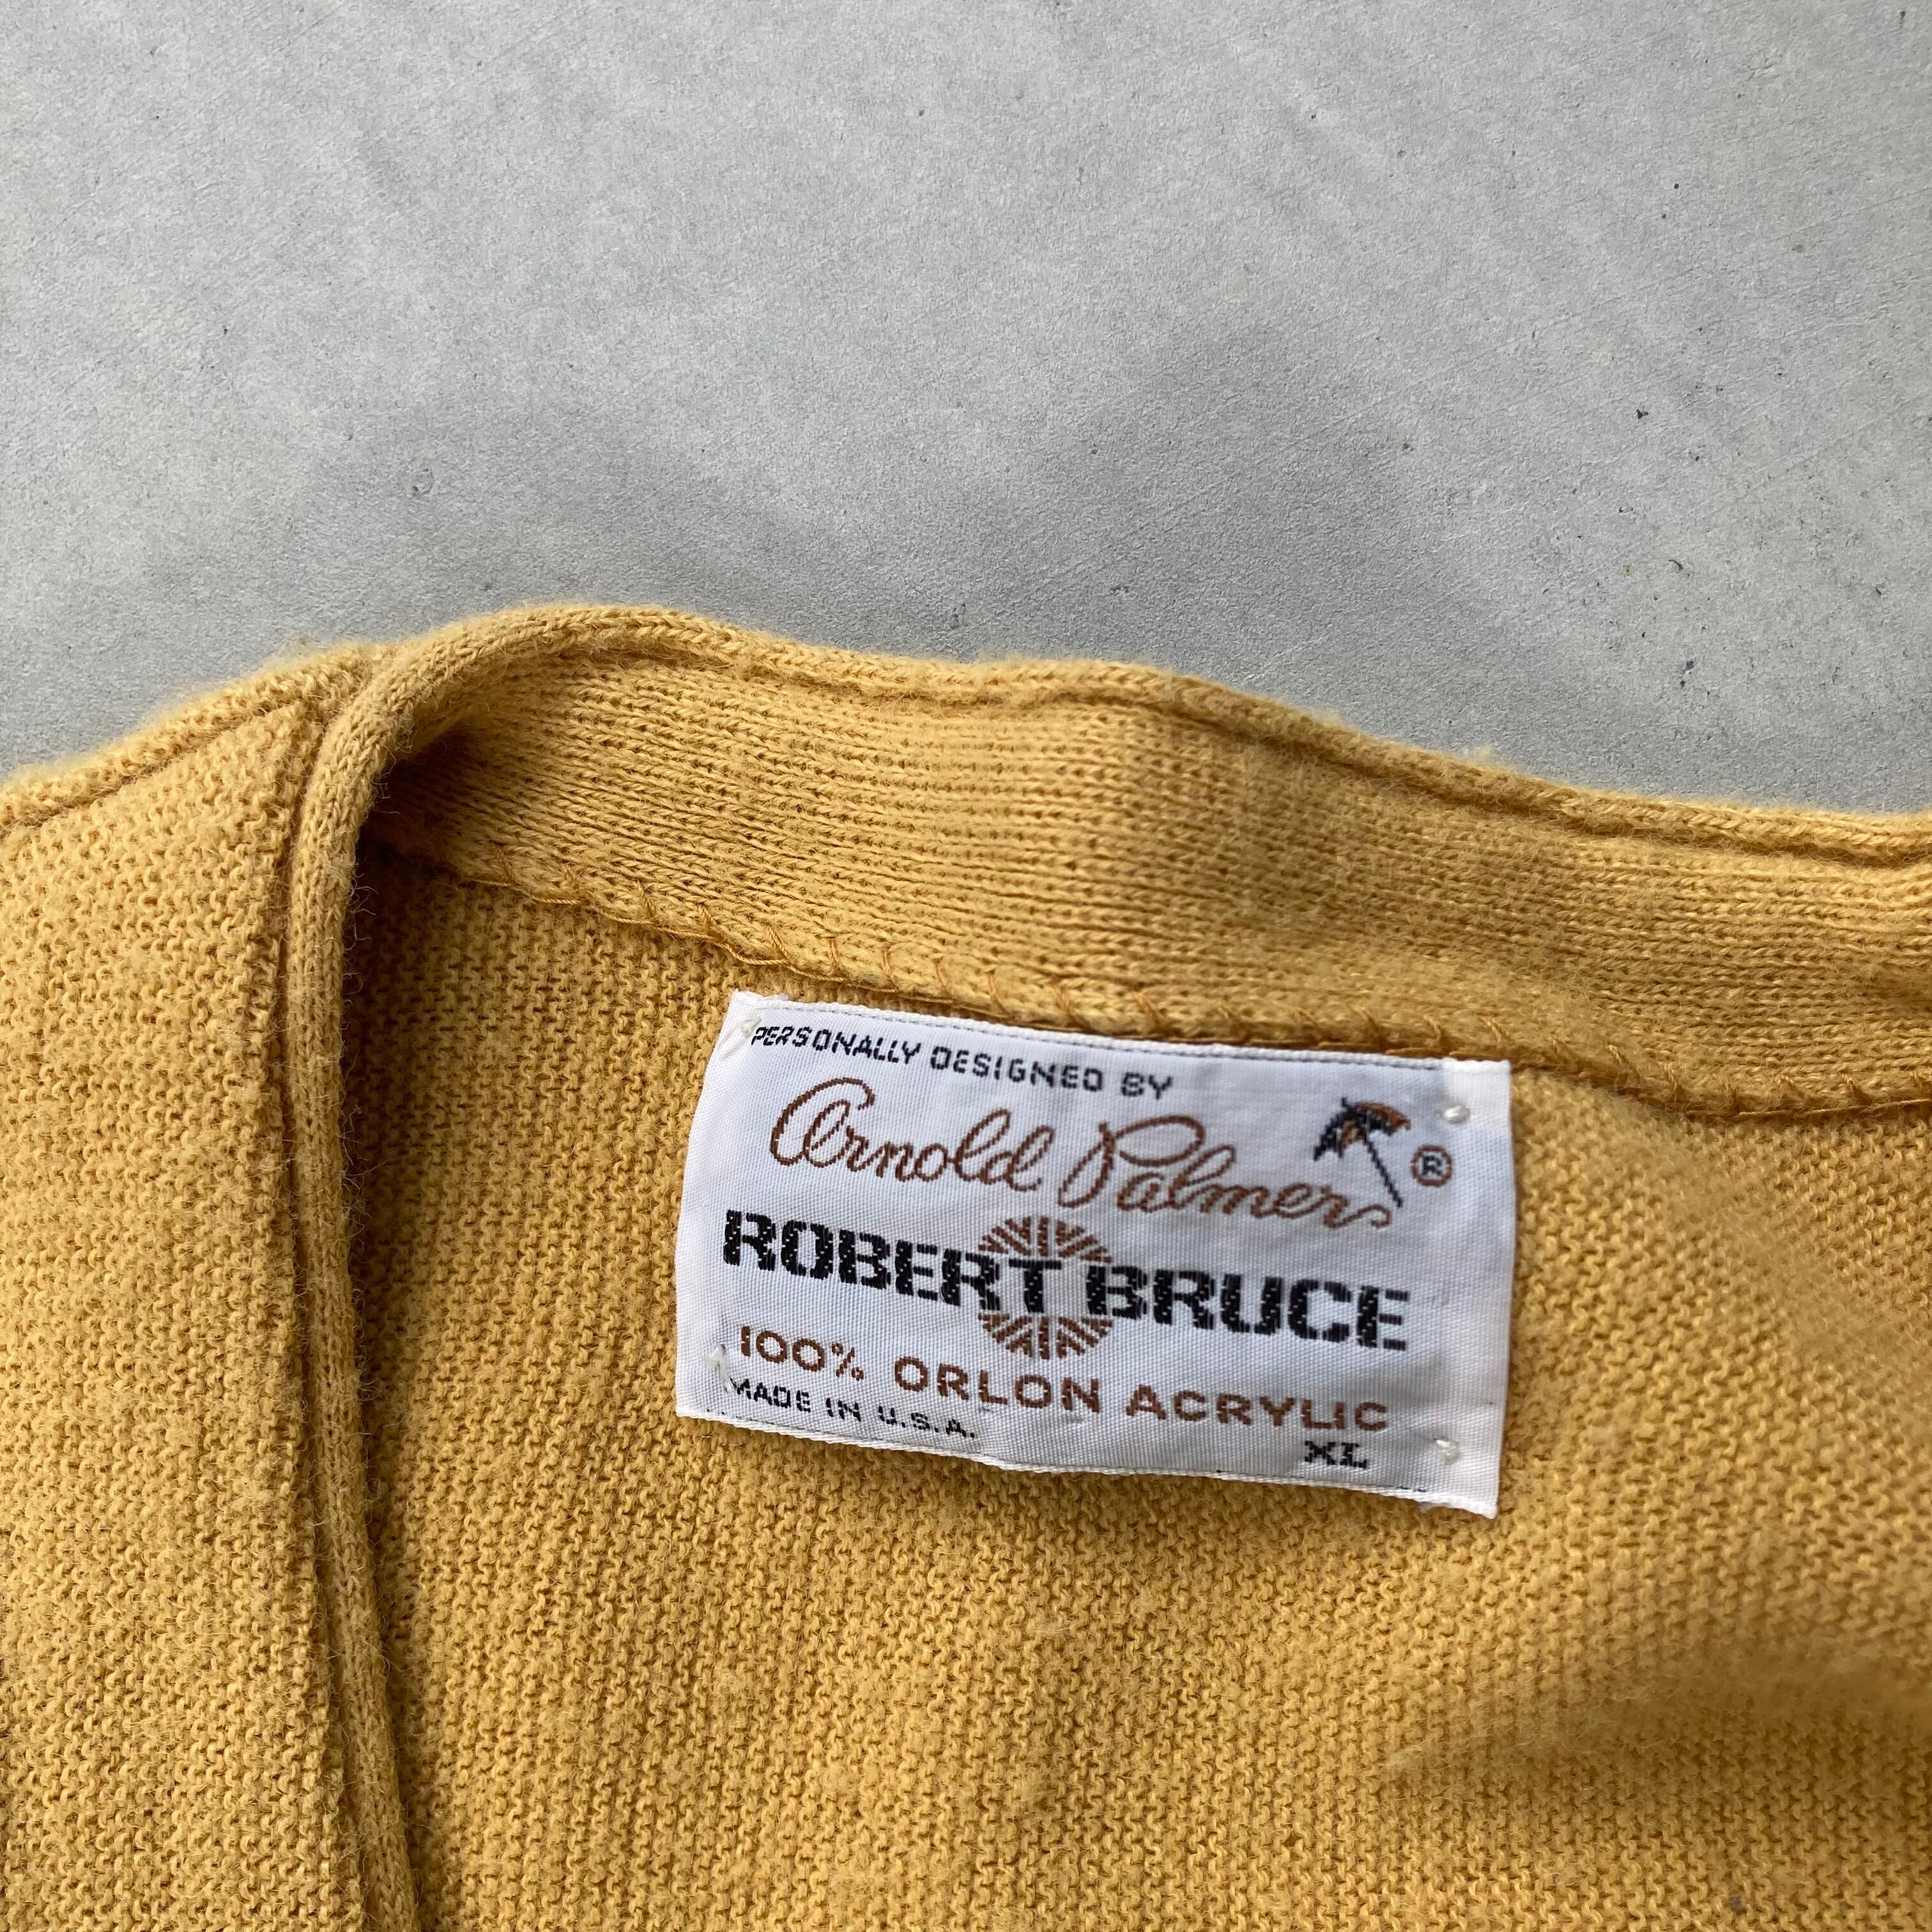 PERSONALLY DESIGNED BY
Arnold Palmer ®
ROBERT BRUCE
100% ORLON ACRYLIC
MADE IN U.S.A.
XL